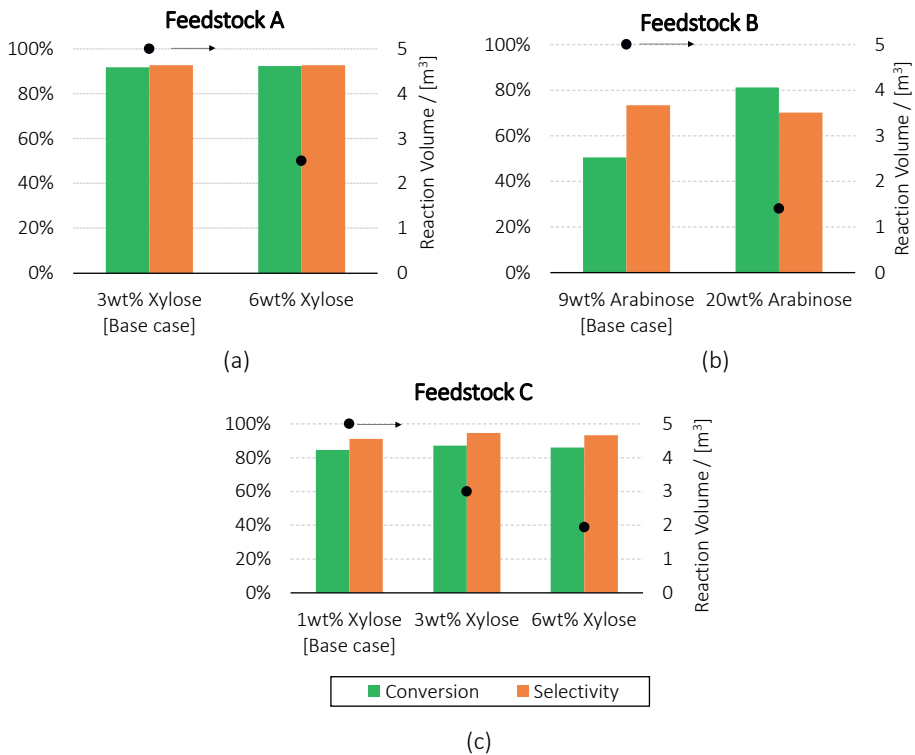 Feedstock A
100%
80%
60%
40%
20%
0%
5
4
3
2
1
0
Reaction Volume / [m³]
3wt% Xylose
[Base case]
6wt% Xylose
(a)
Feedstock B
100%
80%
60%
40%
20%
0%
5
4
3
2
1
0
Reaction Volume / [m³]
9wt% Arabinose
[Base case]
20wt% Arabinose
(b)
Feedstock C
100%
80%
60%
40%
20%
0%
5
4
3
2
1
0
Reaction Volume / [m³]
1wt% Xylose
[Base case]
3wt% Xylose
6wt% Xylose
Conversion
Selectivity
(c)